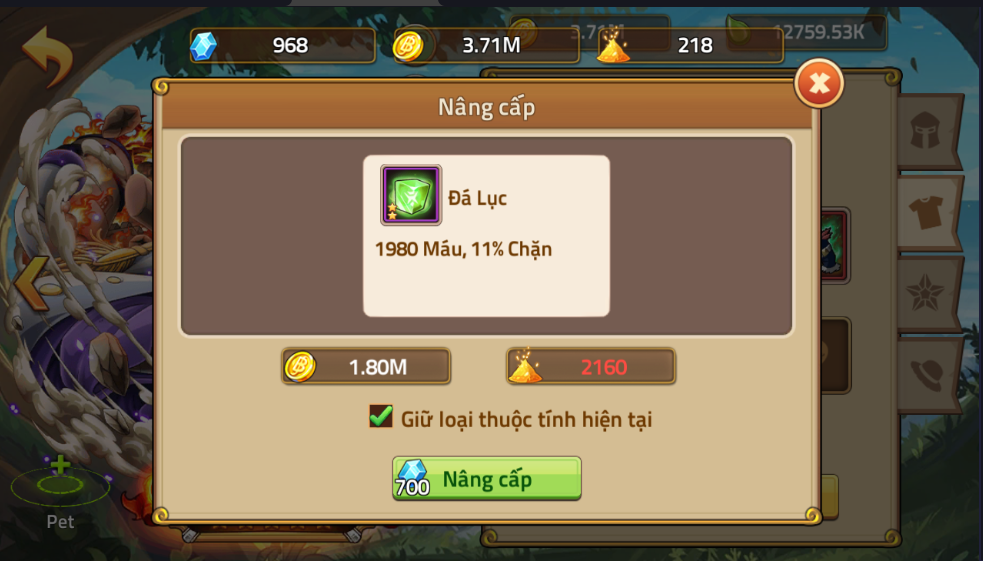 968
3.71M
3.71M
218
12759.53K
Nâng cấp
Đá Lục
1980 Máu, 11% Chặn
1.80M
2160
Giữ loại thuộc tính hiện tại
700
Nâng cấp
Pet